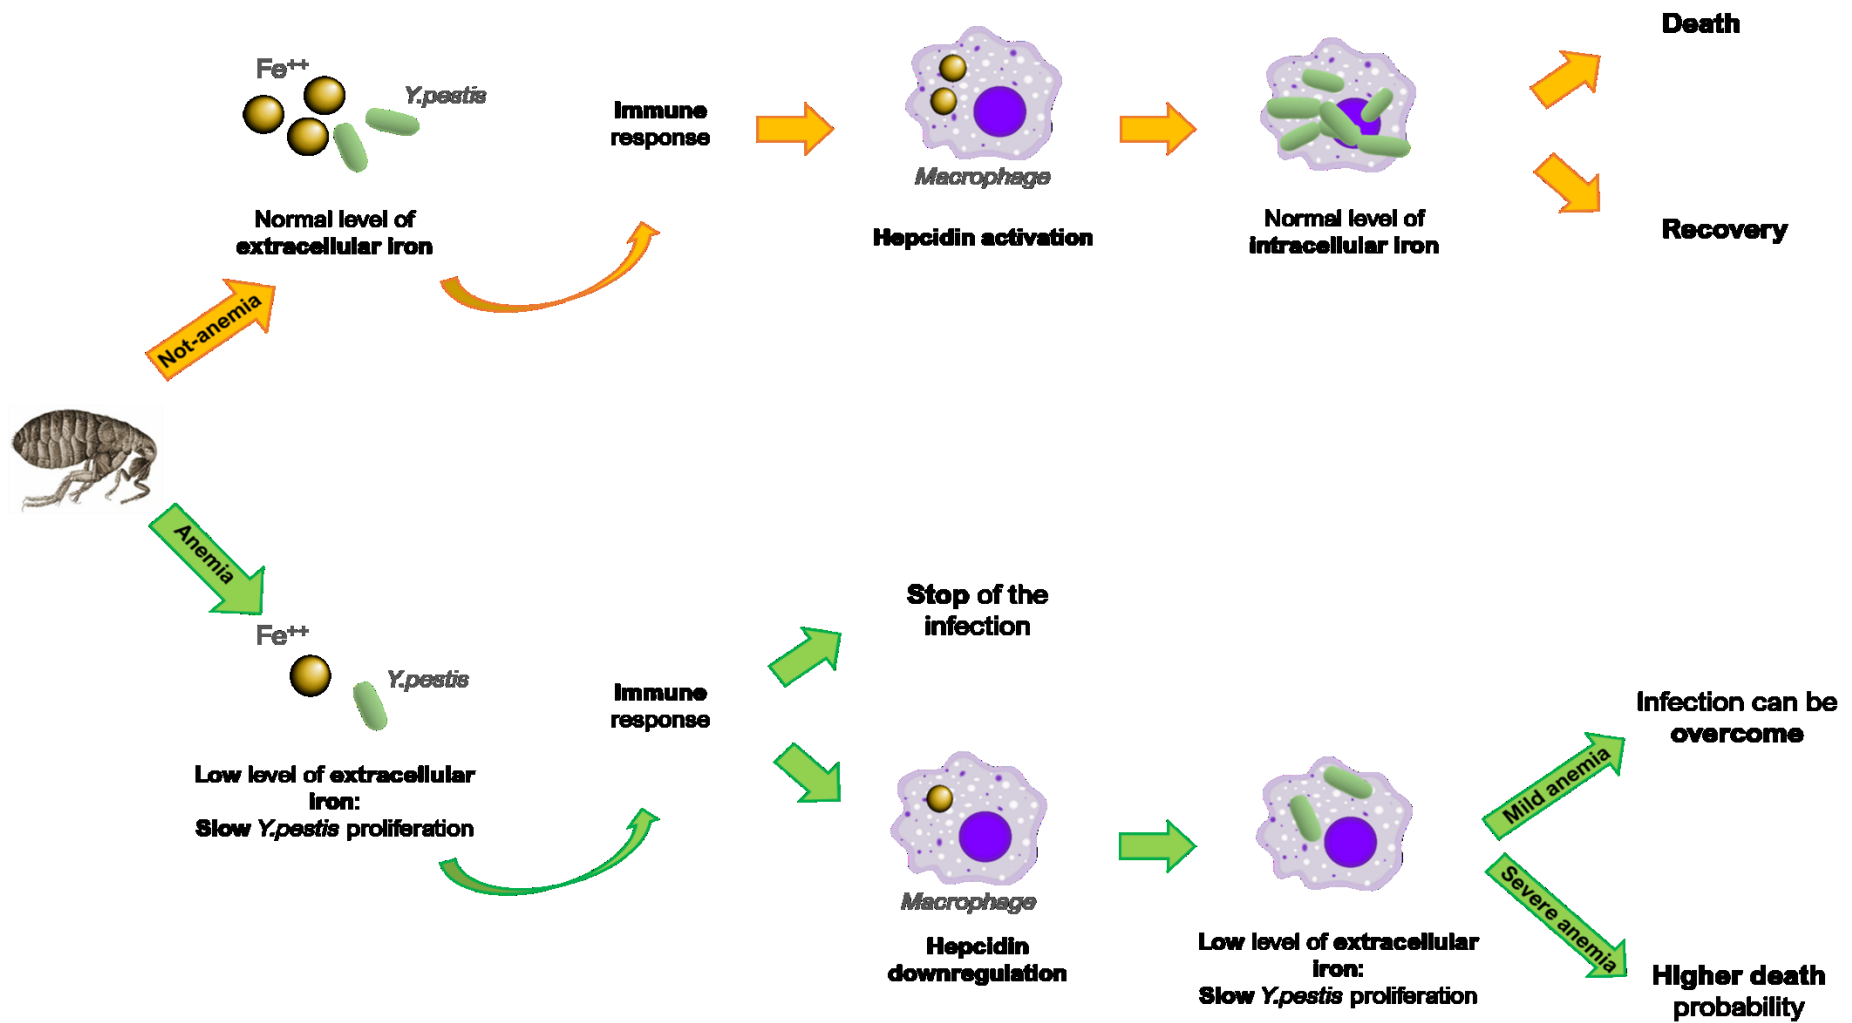 Fe++
Y.pestis
Normal level of
extracellular iron
Immune
response
Macrophage
Hepcidin activation
Normal level of
intracellular iron
Death
Recovery
Not-anemia
Anemia
Fe++
Y.pestis
Low level of extracellular
iron:
Slow Y.pestis proliferation
Immune
response
Stop of the
infection
Macrophage
Hepcidin
downregulation
Low level of extracellular
iron:
Slow Y.pestis proliferation
Mild anemia
Infection can be
overcome
Severe anemia
Higher death
probability